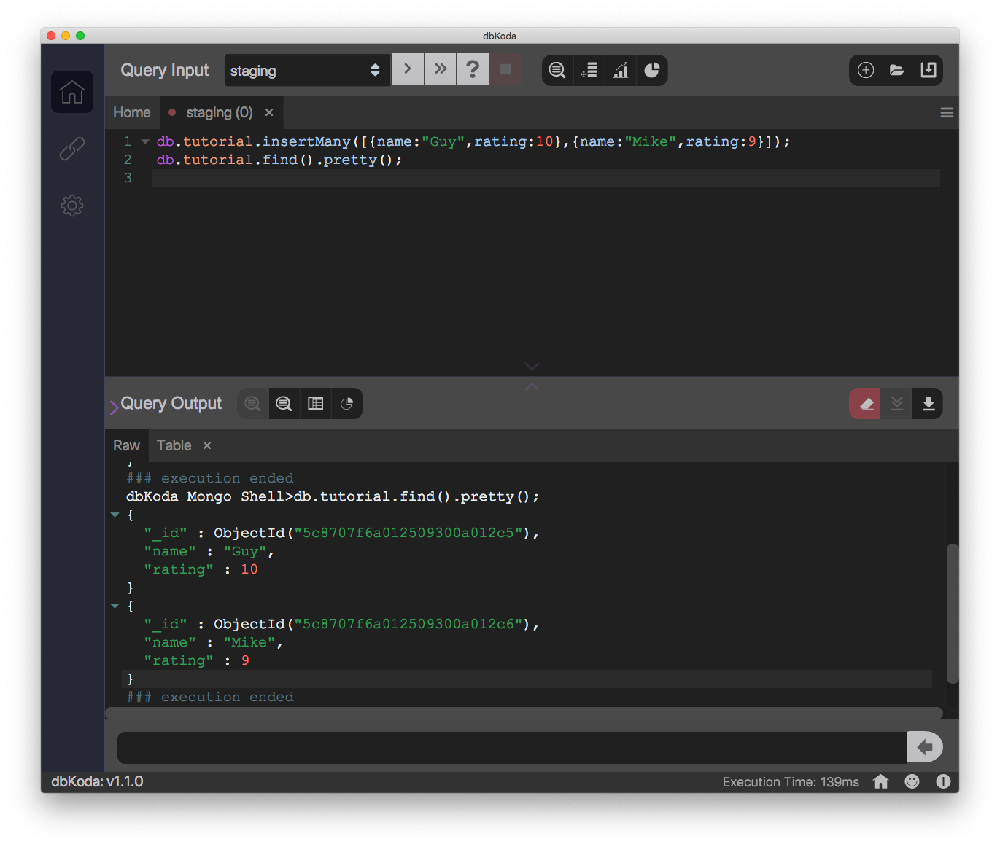 dbKoda
Query Input
staging
?
Home
staging (0) ×
1 db.tutorial.insertMany([{name:"Guy",rating:10},{name:"Mike",rating:9}]);
2 db.tutorial.find().pretty();
3
Query Output
Raw
Table ×
}
### execution ended
dbKoda Mongo Shell>db.tutorial.find().pretty();
{
"_id" : ObjectId("5c8707f6a012509300a012c5"),
"name" : "Guy",
"rating" : 10
}
{
"_id" : ObjectId("5c8707f6a012509300a012c6"),
"name" : "Mike",
"rating" : 9
}
### execution ended
dbKoda: v1.1.0
Execution Time: 139ms